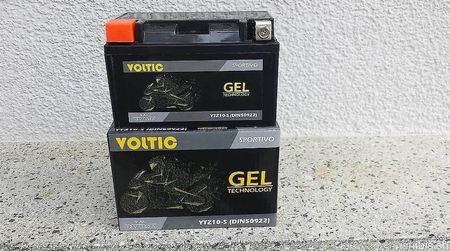 VOLTIC
SPORTIVO
GEL
TECHNOLOGY
YTZ10-S (DIN50922)
VOLTIC
SPORTIVO
GEL
TECHNOLOGY
YTZ10-S (DIN50922)